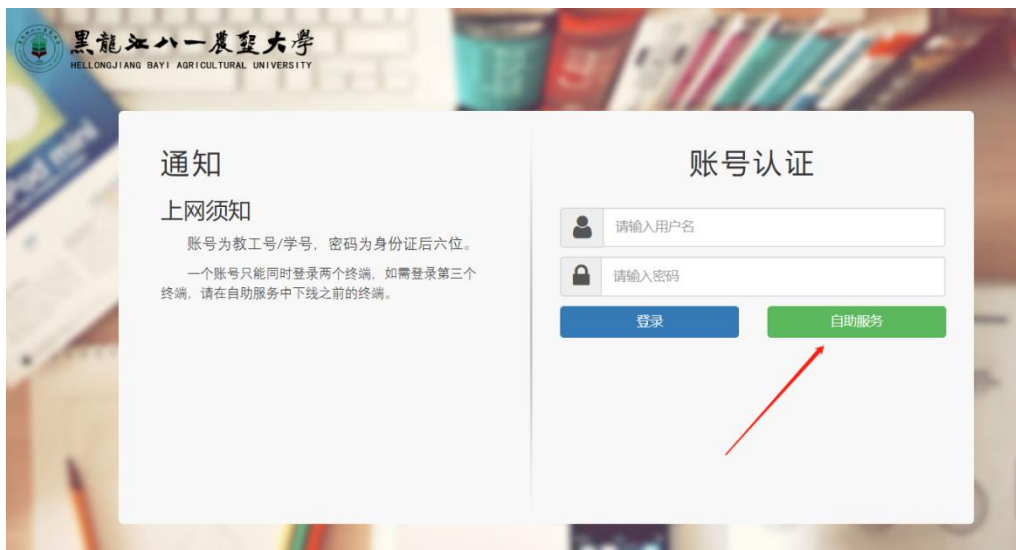 黑龍江八一農墾大學
HELLONGJIANG BAYI AGRICULTURAL UNIVERSITY
通知
上网须知
账号为教工号/学号, 密码为身份证后六位。
一个账号只能同时登录两个终端, 如需登录第三个
终端, 请在自助服务中下线之前的终端。
账号认证
请输入用户名
请输入密码
登录
自助服务
iPad mini